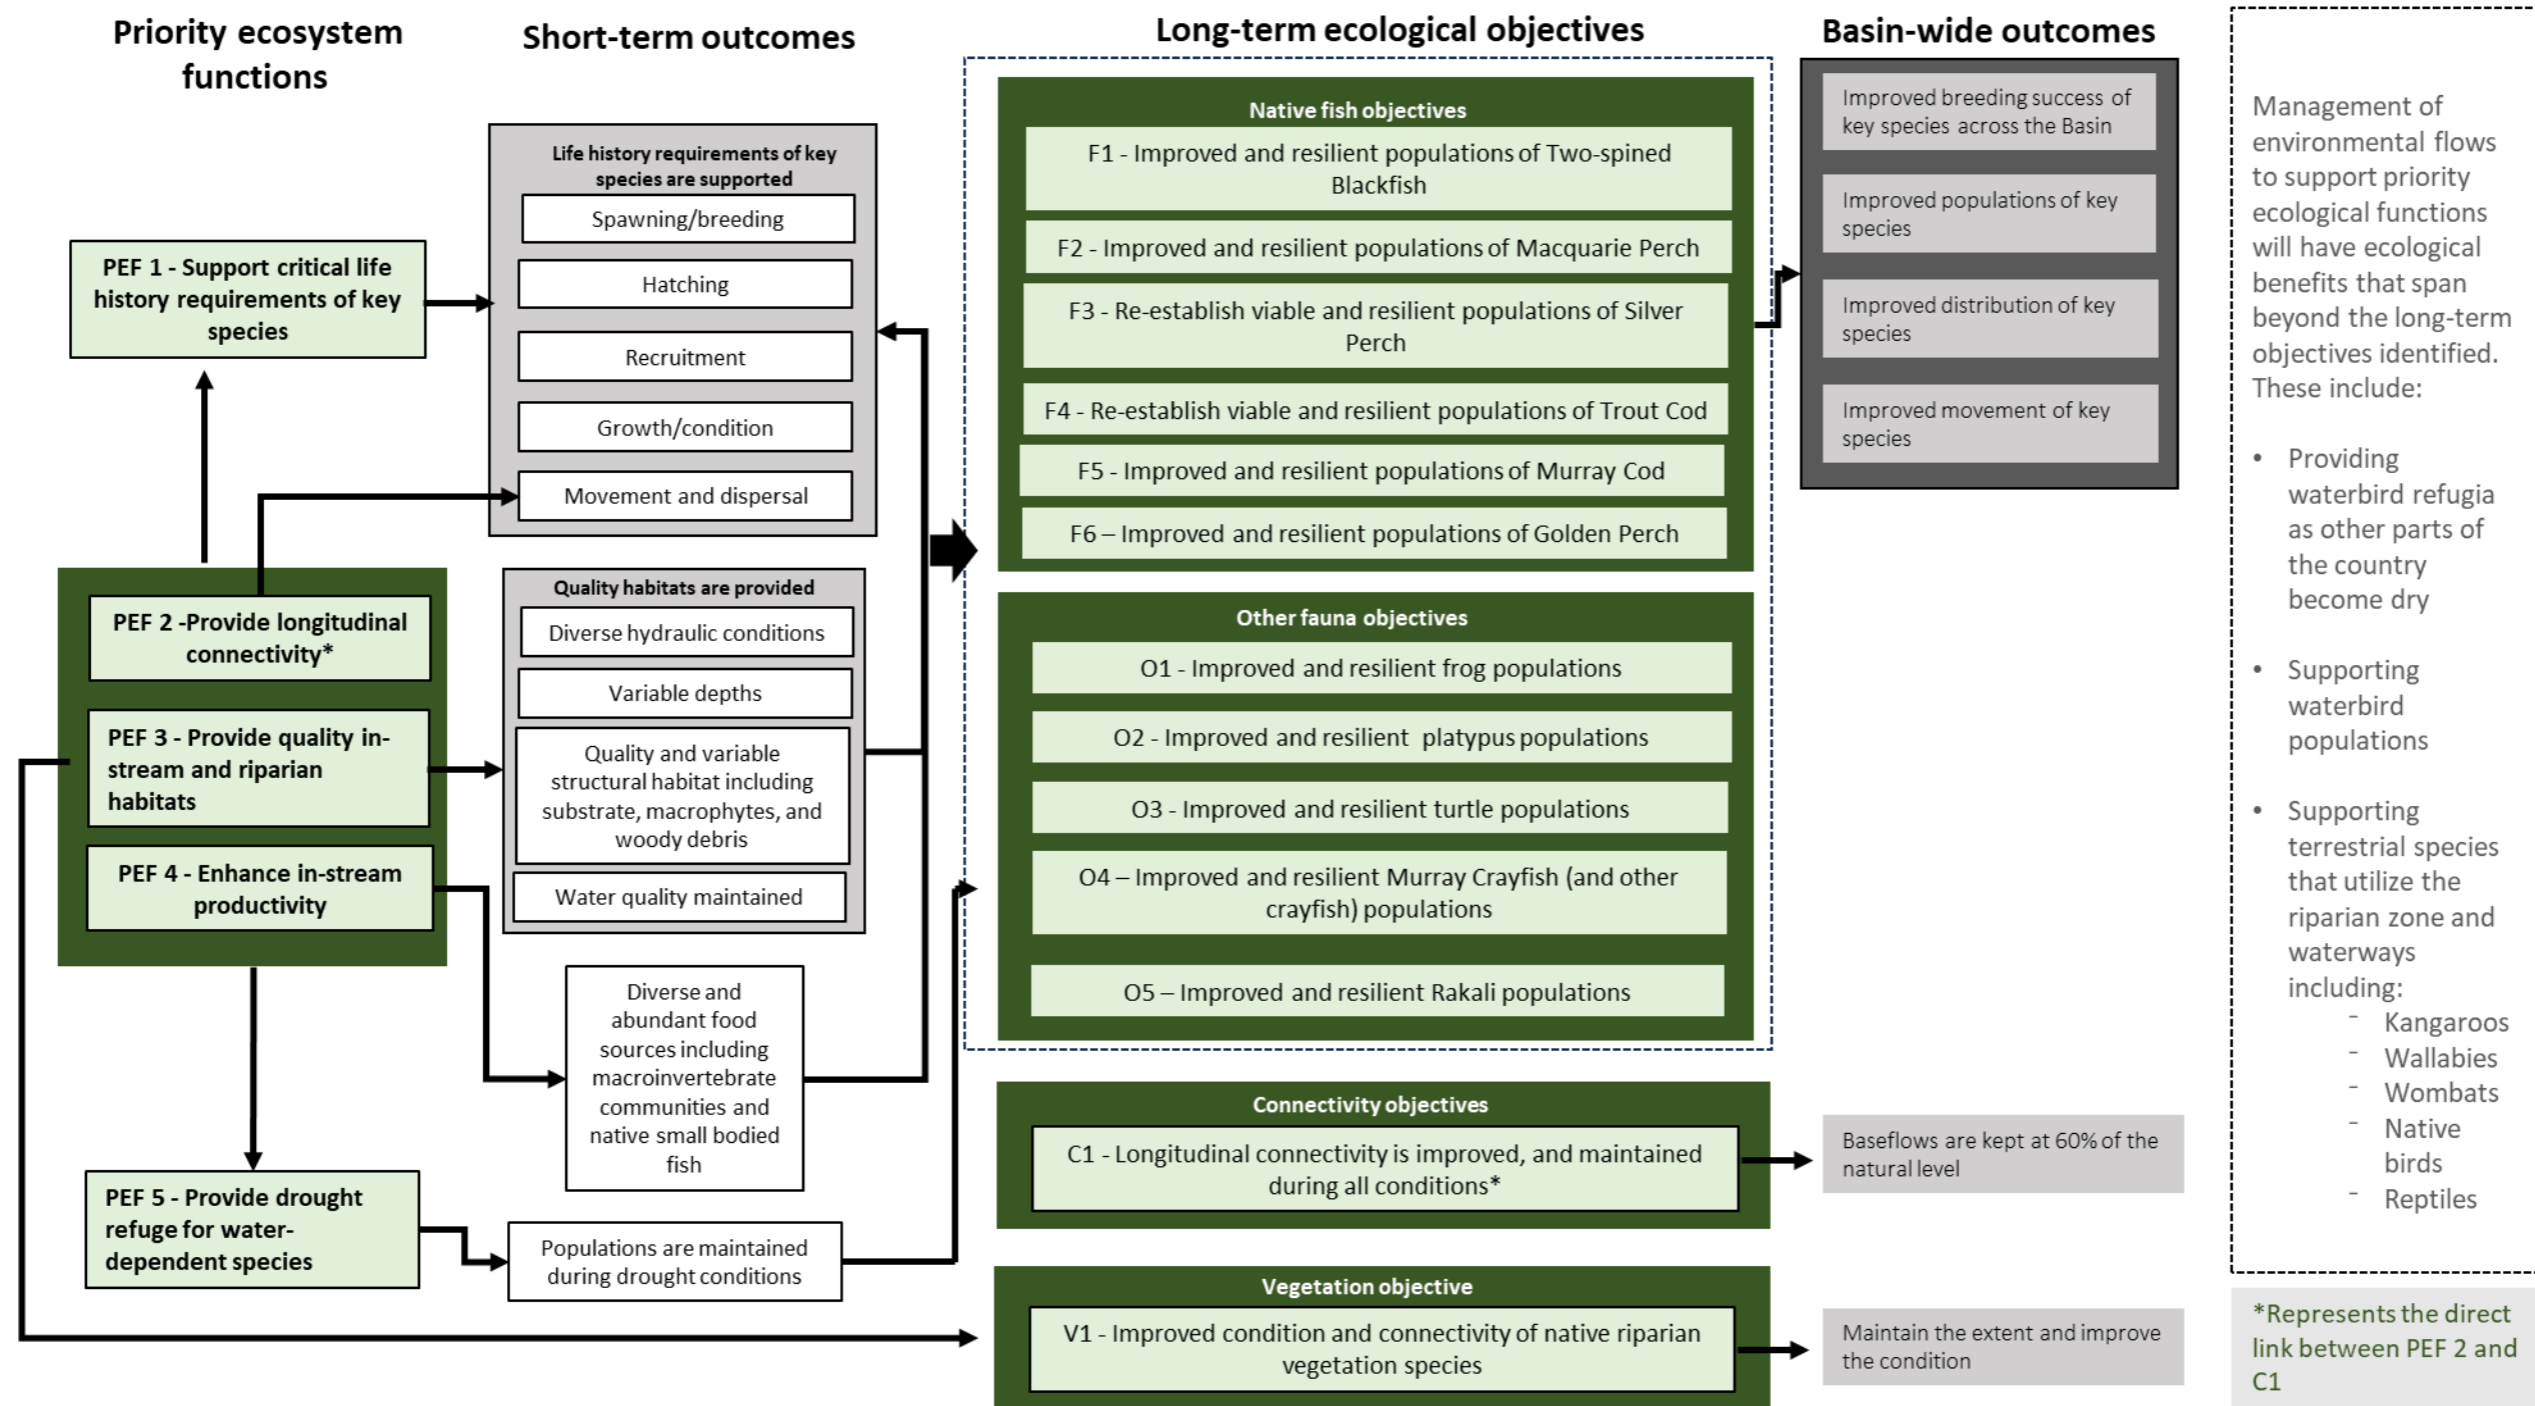 Priority ecosystem
functions
Short-term outcomes
Long-term ecological objectives
Basin-wide outcomes
PEF 1 - Support critical life
history requirements of key
species
PEF 2 -Provide longitudinal
connectivity*
PEF 3 - Provide quality in-
stream and riparian
habitats
PEF 4 - Enhance in-stream
productivity
PEF 5 - Provide drought
refuge for water-
dependent species
Life history requirements of key
species are supported
Spawning/breeding
Hatching
Recruitment
Growth/condition
Movement and dispersal
Quality habitats are provided
Diverse hydraulic conditions
Variable depths
Quality and variable
structural habitat including
substrate, macrophytes, and
woody debris
Water quality maintained
Diverse and
abundant food
sources including
macroinvertebrate
communities and
native small bodied
fish
Populations are maintained
during drought conditions
Native fish objectives
F1 - Improved and resilient populations of Two-spined
Blackfish
F2 - Improved and resilient populations of Macquarie Perch
F3 - Re-establish viable and resilient populations of Silver
Perch
F4 - Re-establish viable and resilient populations of Trout Cod
F5 - Improved and resilient populations of Murray Cod
F6 – Improved and resilient populations of Golden Perch
Other fauna objectives
O1 - Improved and resilient frog populations
O2 - Improved and resilient platypus populations
O3 - Improved and resilient turtle populations
O4 – Improved and resilient Murray Crayfish (and other
crayfish) populations
O5 – Improved and resilient Rakali populations
Connectivity objectives
C1 - Longitudinal connectivity is improved, and maintained
during all conditions*
Vegetation objective
V1 - Improved condition and connectivity of native riparian
vegetation species
Improved breeding success of
key species across the Basin
Improved populations of key
species
Improved distribution of key
species
Improved movement of key
species
Baseflows are kept at 60% of the
natural level
Maintain the extent and improve
the condition
Management of
environmental flows
to support priority
ecological functions
will have ecological
benefits that span
beyond the long-term
objectives identified.
These include:
• Providing
waterbird refugia
as other parts of
the country
become dry
• Supporting
waterbird
populations
• Supporting
terrestrial species
that utilize the
riparian zone and
waterways
including:
- Kangaroos
- Wallabies
- Wombats
- Native
birds
- Reptiles
*Represents the direct
link between PEF 2 and
C1